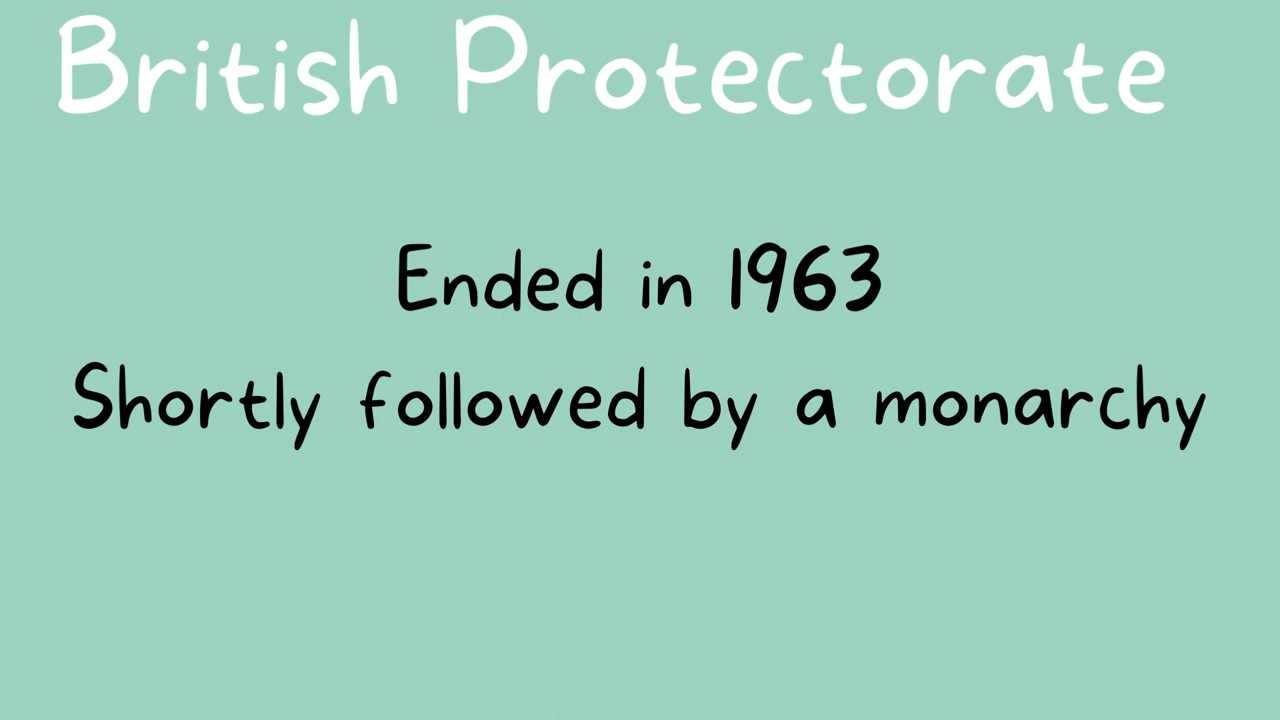 British Protectorate
Ended in 1963
Shortly followed by a monarchy